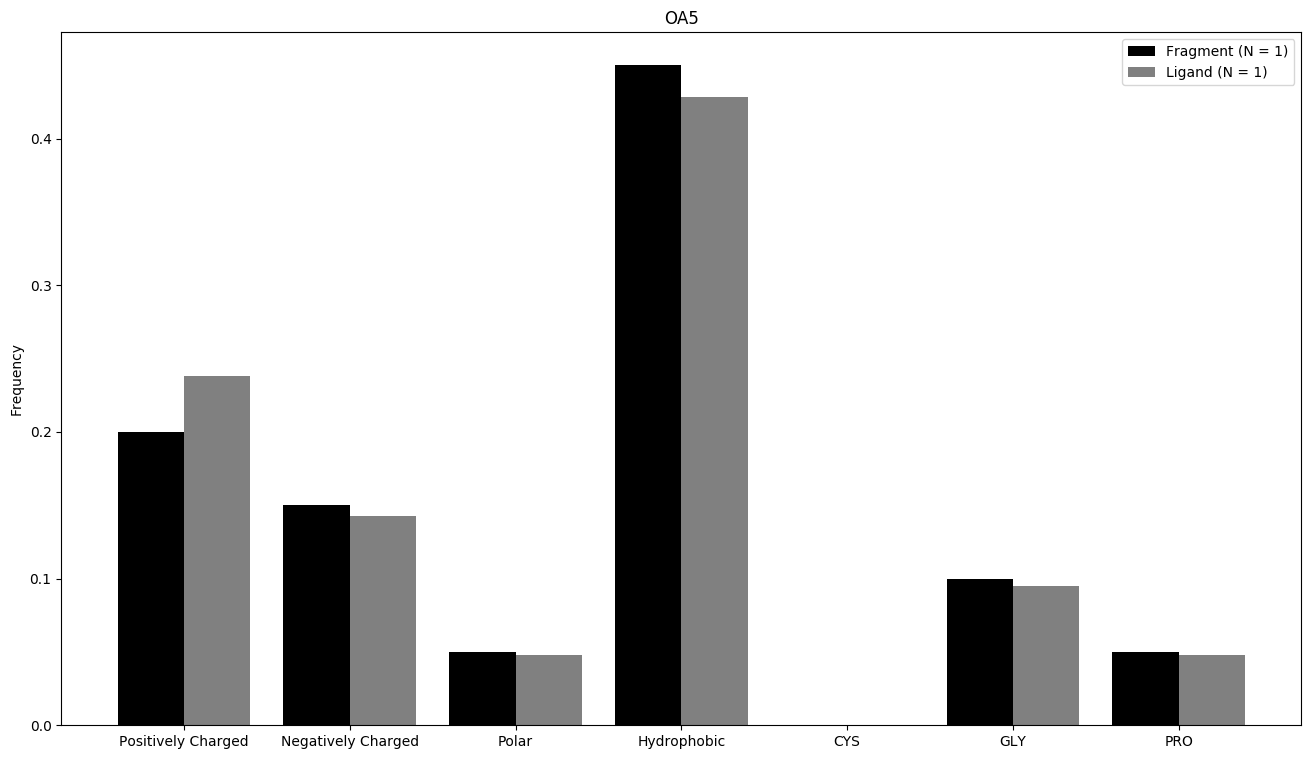 OA5
Fragment (N = 1)
Ligand (N = 1)
Frequency
0.4
0.3
0.2
0.1
0.0
Positively Charged Negatively Charged Polar Hydrophobic CYS GLY PRO